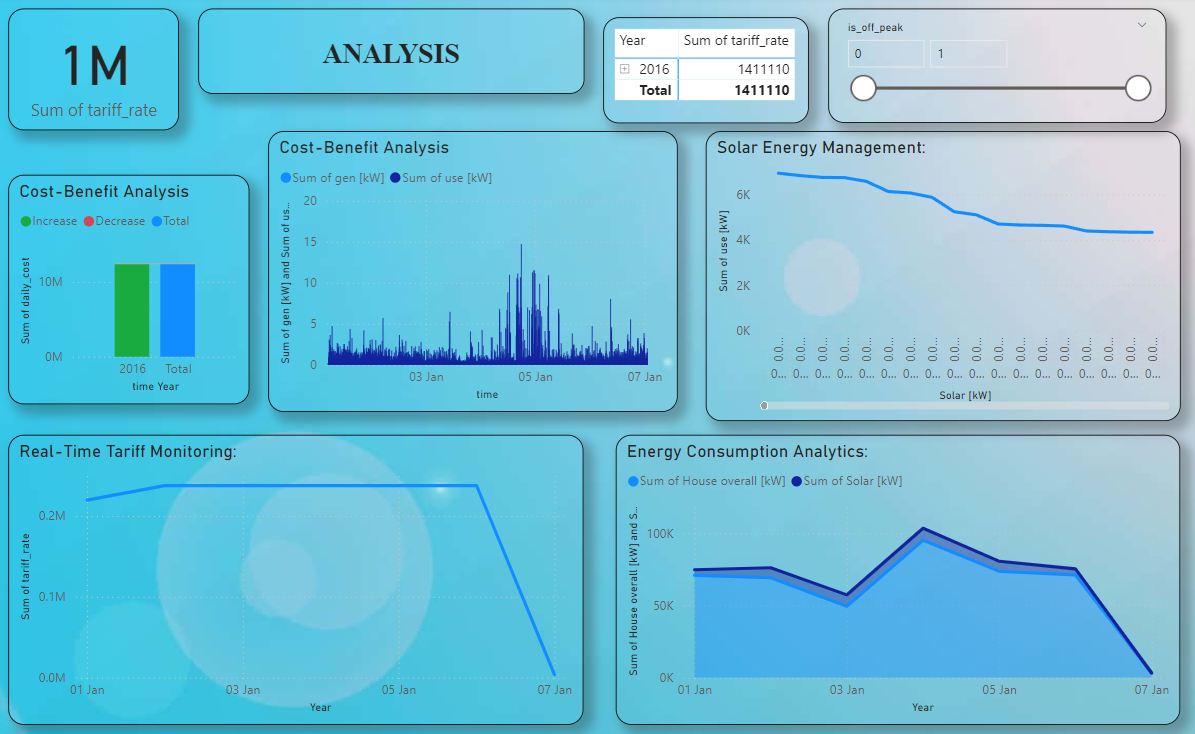 1M
Sum of tariff_rate
ANALYSIS
Year Sum of tariff_rate
2016 1411110
Total 1411110
is_off_peak
0 1
Cost-Benefit Analysis
Increase Decrease Total
Sum of daily_cost
10M
0M
2016 Total
time Year
Cost-Benefit Analysis
Sum of gen [kW] Sum of use [kW]
Sum of gen [kW] and Sum of us...
20
15
10
5
0
03 Jan 05 Jan 07 Jan
time
Solar Energy Management:
Sum of use [kW]
6K
4K
2K
0K
0.0... 0.0... 0.0... 0.0... 0.0... 0.0... 0.0... 0.0... 0.0... 0.0... 0.0... 0.0... 0.0... 0.0... 0.0... 0.0... 0.0... 0.0...
0... 0... 0... 0... 0... 0... 0... 0... 0... 0... 0... 0... 0... 0... 0... 0... 0... 0...
Solar [kW]
Real-Time Tariff Monitoring:
Sum of tariff_rate
0.2M
0.1M
0.0M
01 Jan 03 Jan 05 Jan 07 Jan
Year
Energy Consumption Analytics:
Sum of House overall [kW] Sum of Solar [kW]
Sum of House overall [kW] and S...
100K
50K
0K
01 Jan 03 Jan 05 Jan 07 Jan
Year